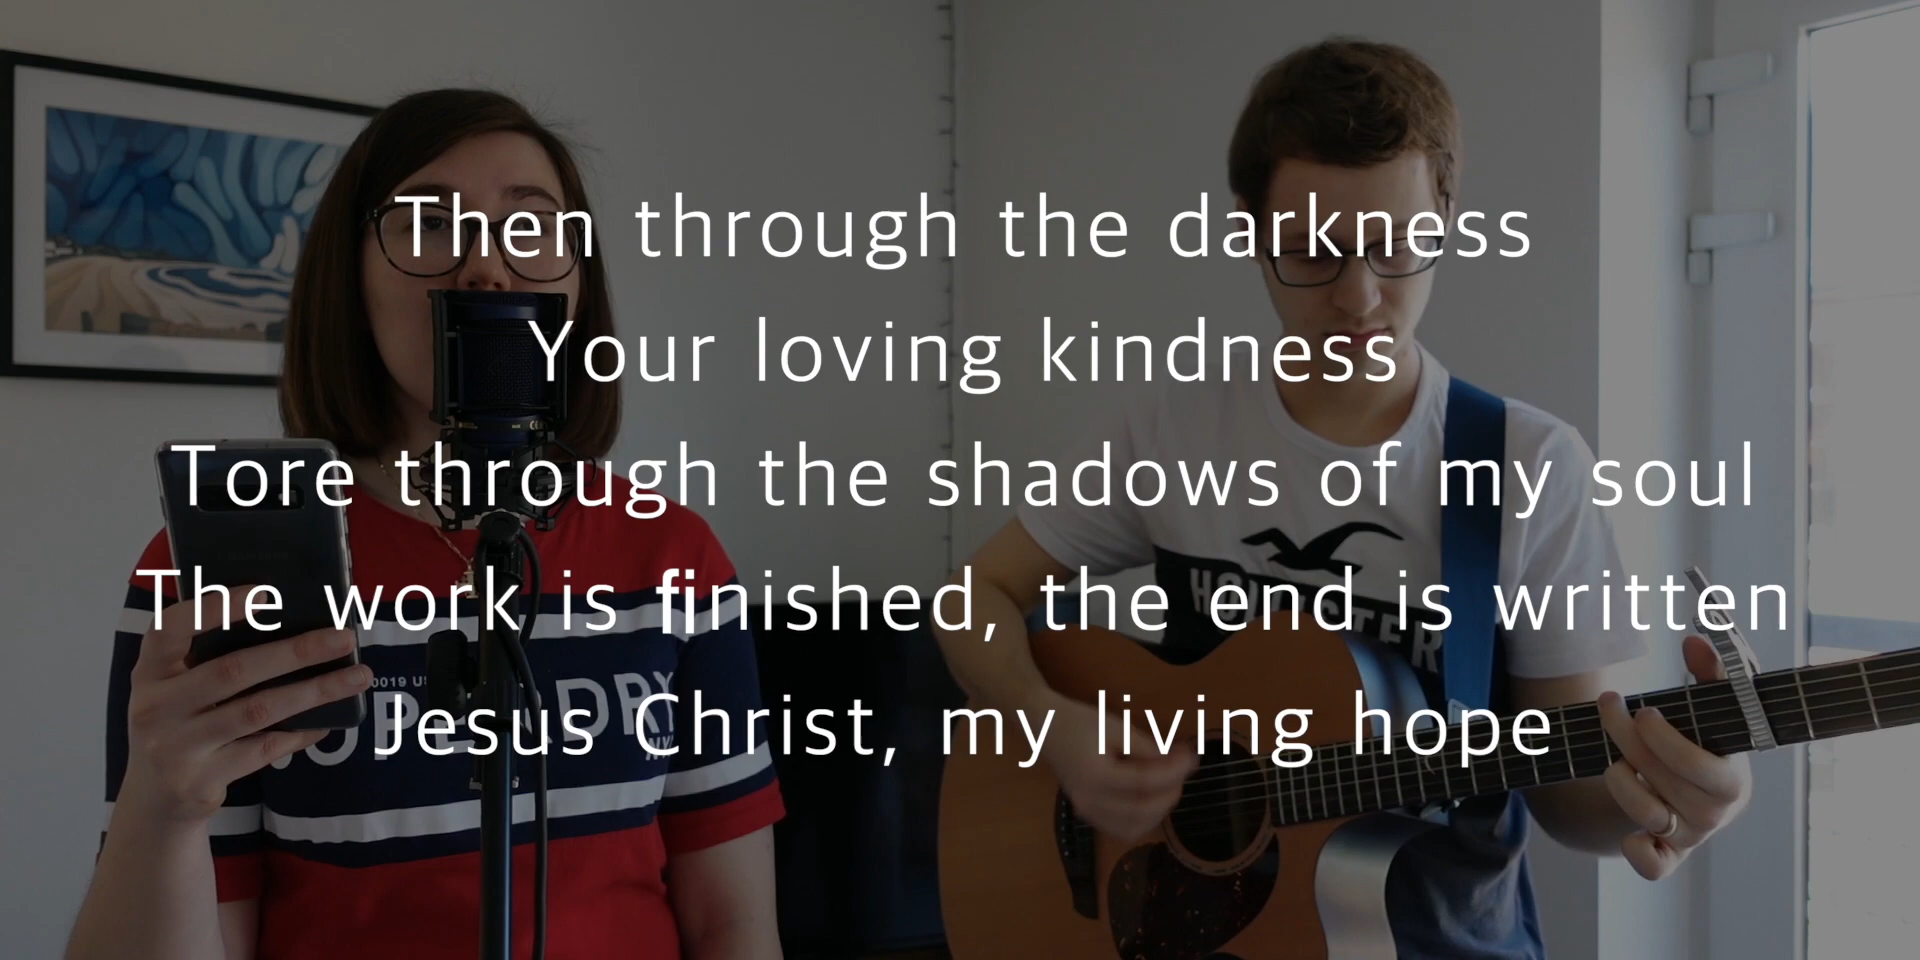 Then through the darkness
Your loving kindness
Tore through the shadows of my soul
The work is finished, the end is written
Jesus Christ, my living hope